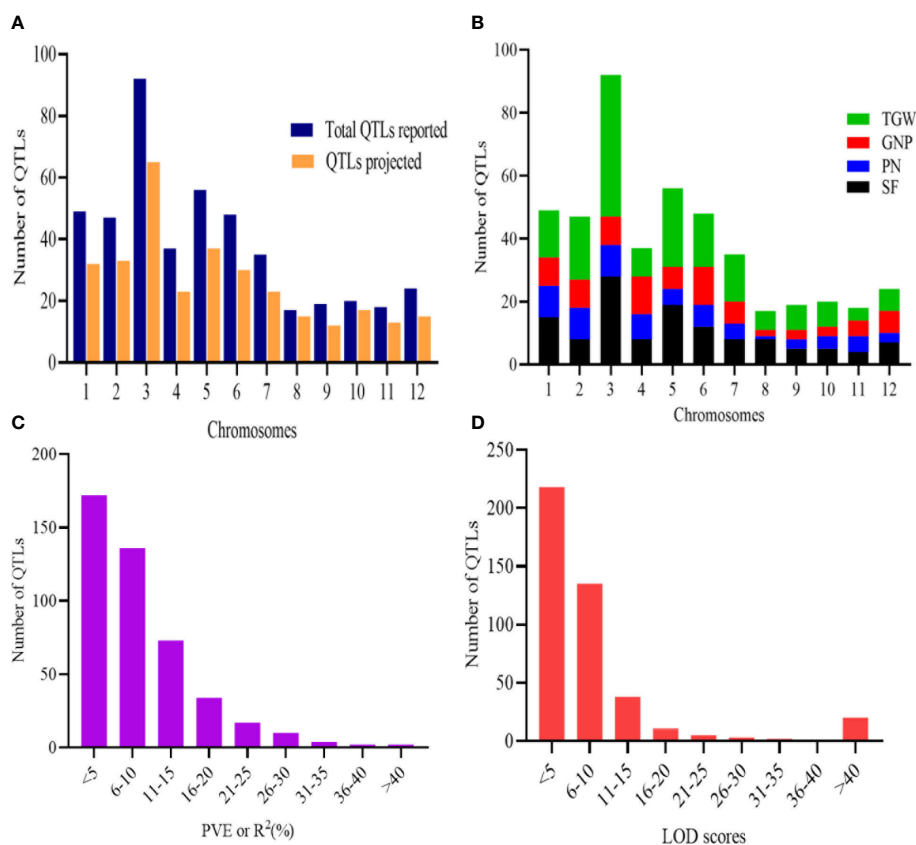 A
100
80
60
40
20
0
Number of QTLs
Total QTLs reported
QTLs projected
1 2 3 4 5 6 7 8 9 10 11 12
Chromosomes
B
100
80
60
40
20
0
Number of QTLs
TGW
GNP
PN
SF
1 2 3 4 5 6 7 8 9 10 11 12
Chromosomes
C
200
150
100
50
0
Number of QTLs
<5 6-10 11-15 16-20 21-25 26-30 31-35 36-40 >40
PVE or R²(%)
D
250
200
150
100
50
0
Number of QTLs
<5 6-10 11-15 16-20 21-25 26-30 31-35 36-40 >40
LOD scores